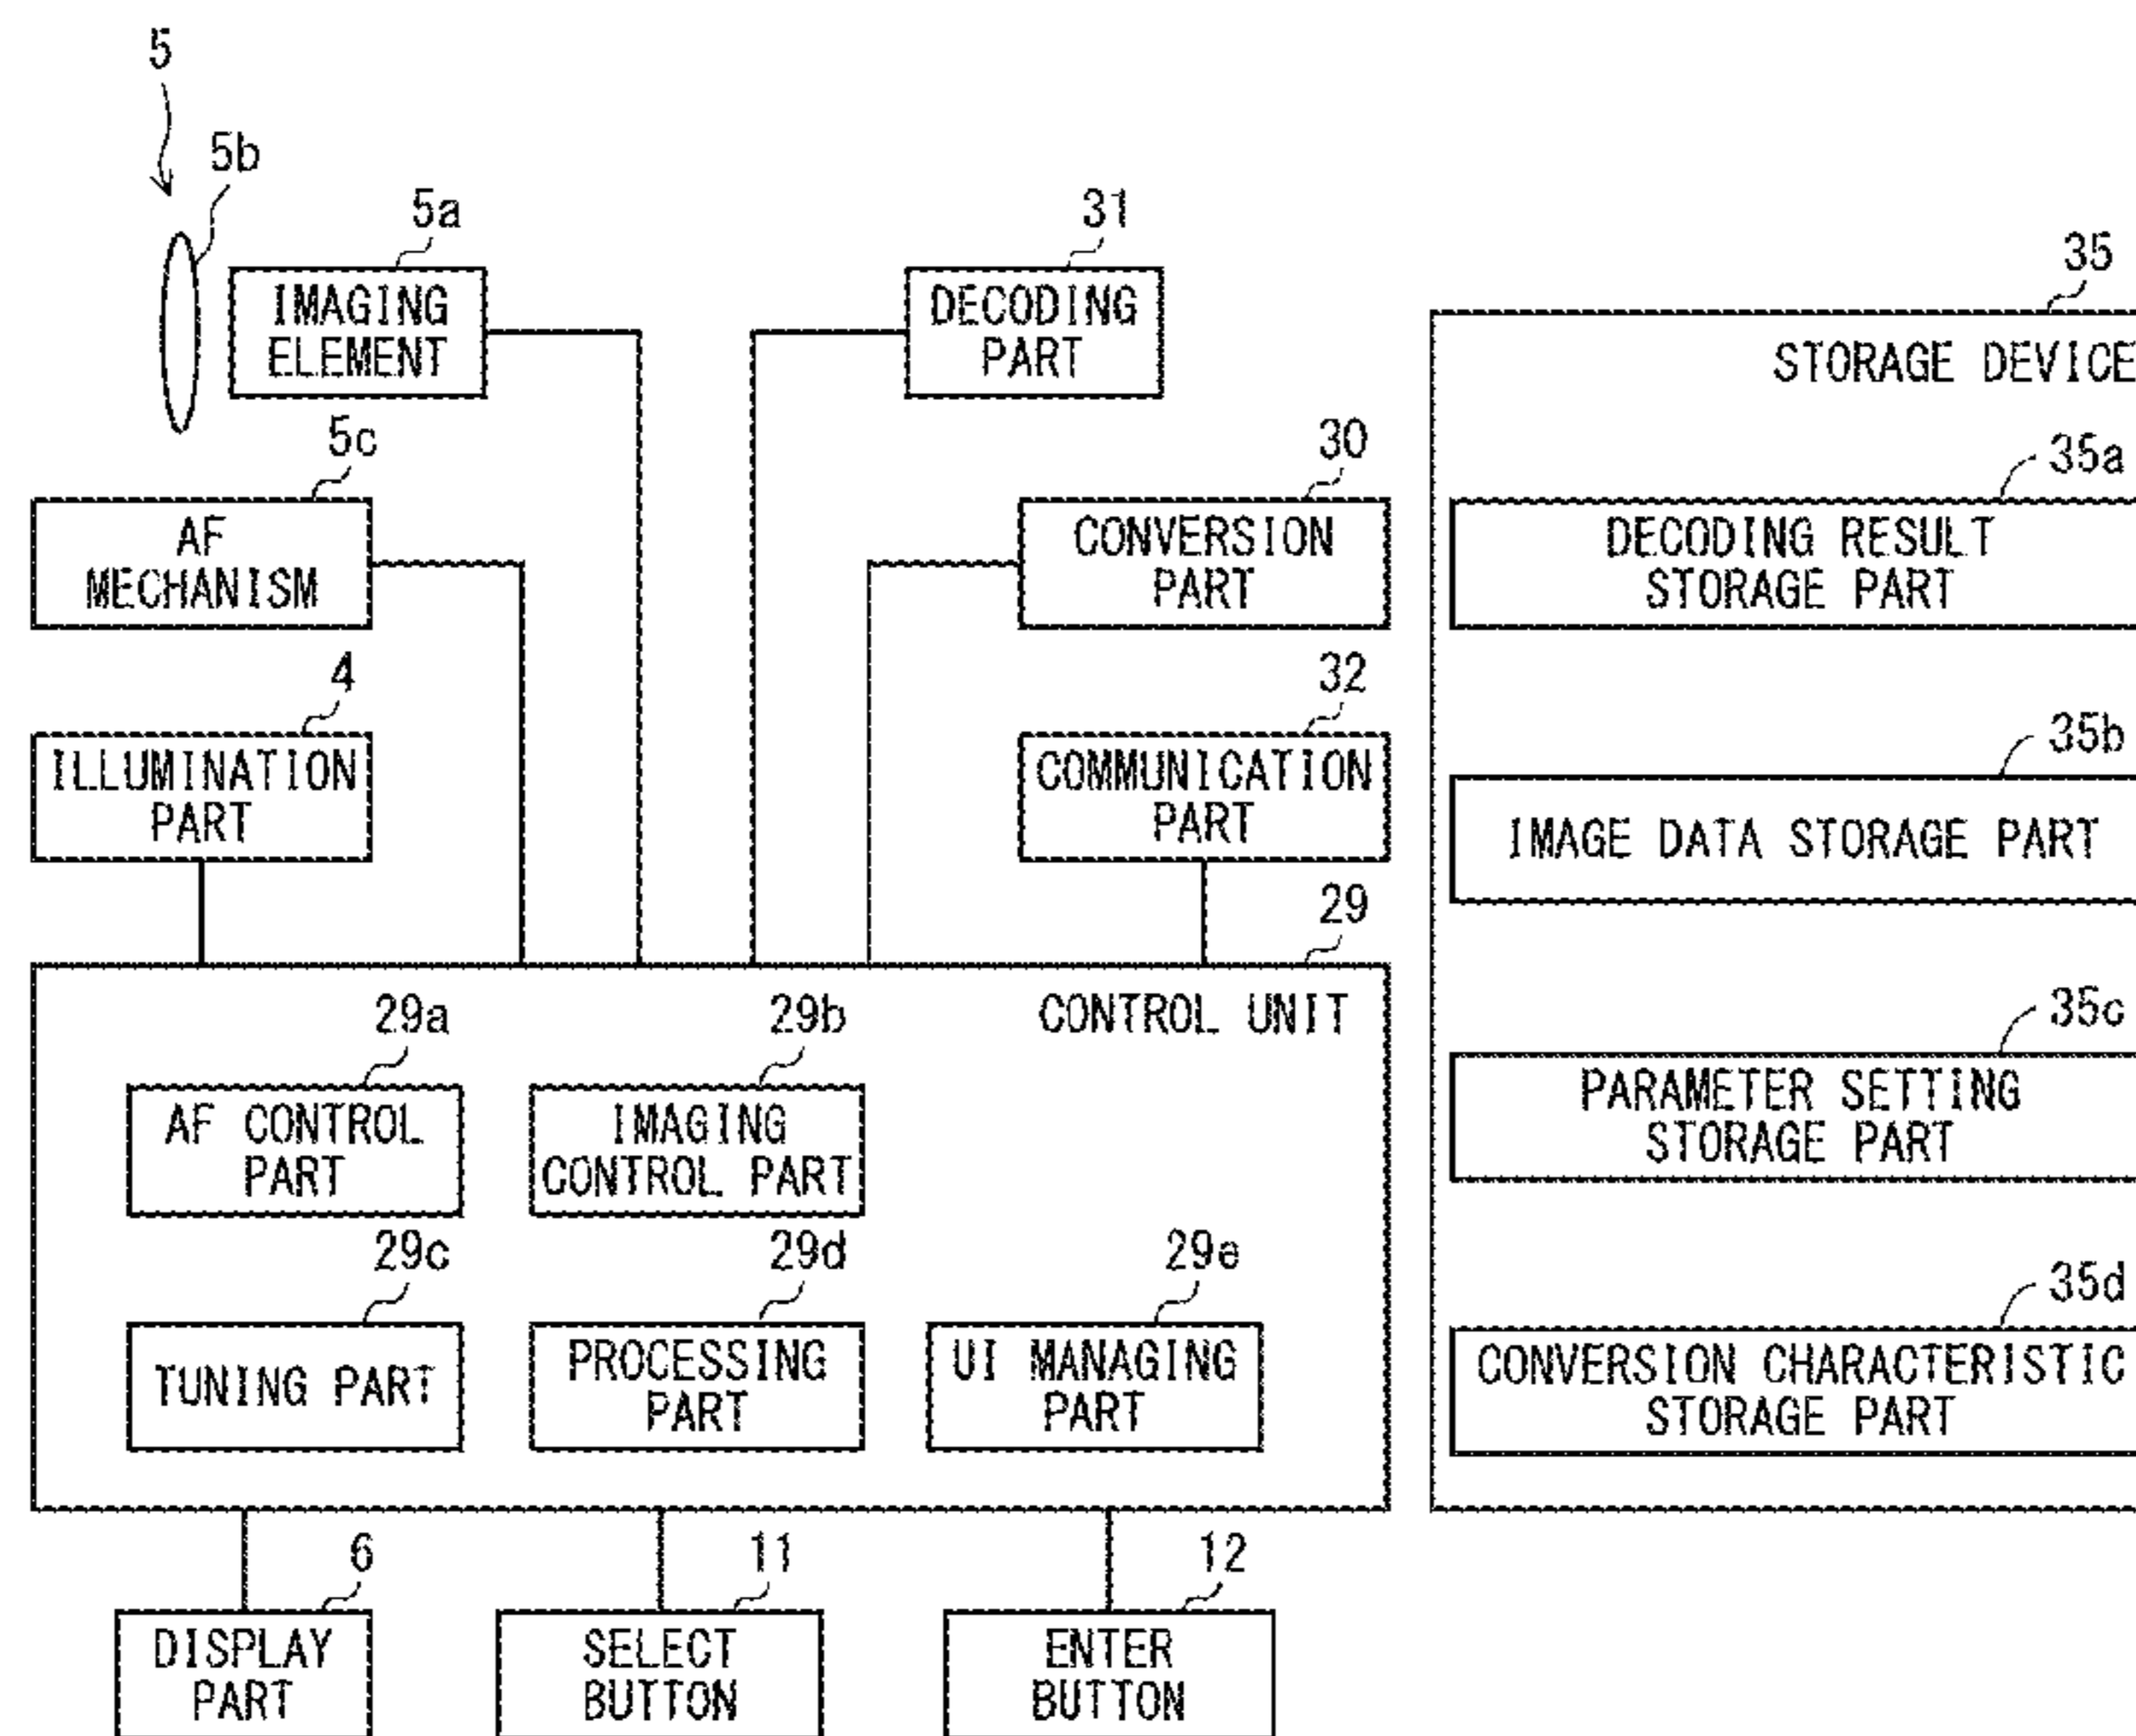 5
5b
5a
IMAGING
ELEMENT
31
DECODING
PART
35
STORAGE DEVICE
5c
AF
MECHANISM
30
CONVERSION
PART
35a
DECODING RESULT
STORAGE PART
4
ILLUMINATION
PART
32
COMMUNICATION
PART
35b
IMAGE DATA STORAGE PART
29
CONTROL UNIT
29a
AF CONTROL
PART
29b
IMAGING
CONTROL PART
35c
PARAMETER SETTING
STORAGE PART
29c
TUNING PART
29d
PROCESSING
PART
29e
UI MANAGING
PART
35d
CONVERSION CHARACTERISTIC
STORAGE PART
6
DISPLAY
PART
11
SELECT
BUTTON
12
ENTER
BUTTON